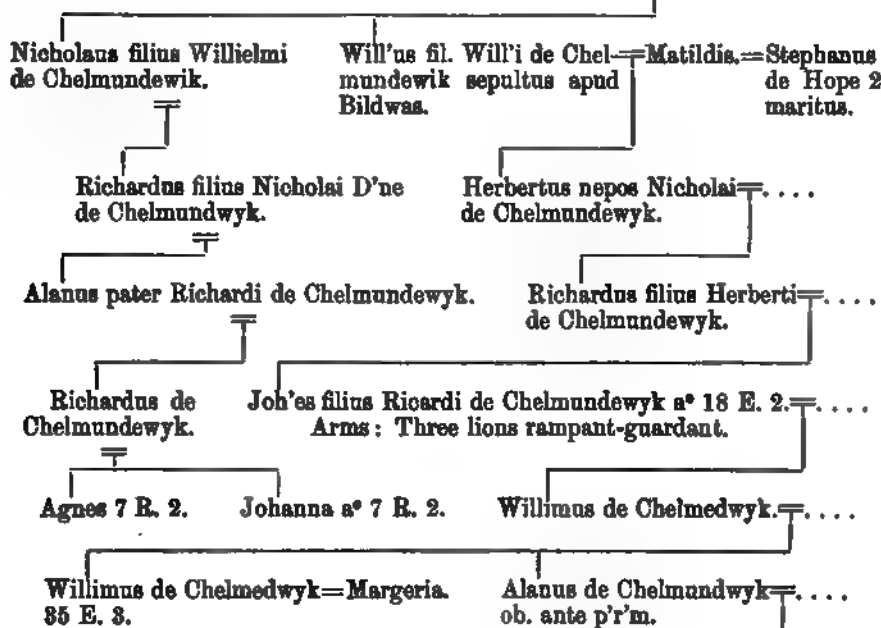 Nicholaus filius Willielmi
de Chelmundewik.
Will'us fil. Will'i de Chel-=Matildis.=Stephanus
mundewik sepultus apud
Bildwas.
de Hope 2
maritus.
Richardus filius Nicholai D'ne
de Chelmundwyk.
Herbertus nepos Nicholai=. . . .
de Chelmundewyk.
Alanus pater Richardi de Chelmundewyk.
Richardus filius Herberti=. . . .
de Chelmundewyk.
Richardus de
Chelmundewyk.
Joh'es filius Ricardi de Chelmundewyk a° 18 E. 2.=. . . .
Arms: Three lions rampant-guardant.
Agnes 7 R. 2.
Johanna a° 7 R. 2.
Willimus de Chelmedwyk.=. . . .
Willimus de Chelmedwyk=Margeria.
35 E. 3.
Alanus de Chelmundwyk=. . . .
ob. ante p'r'm.